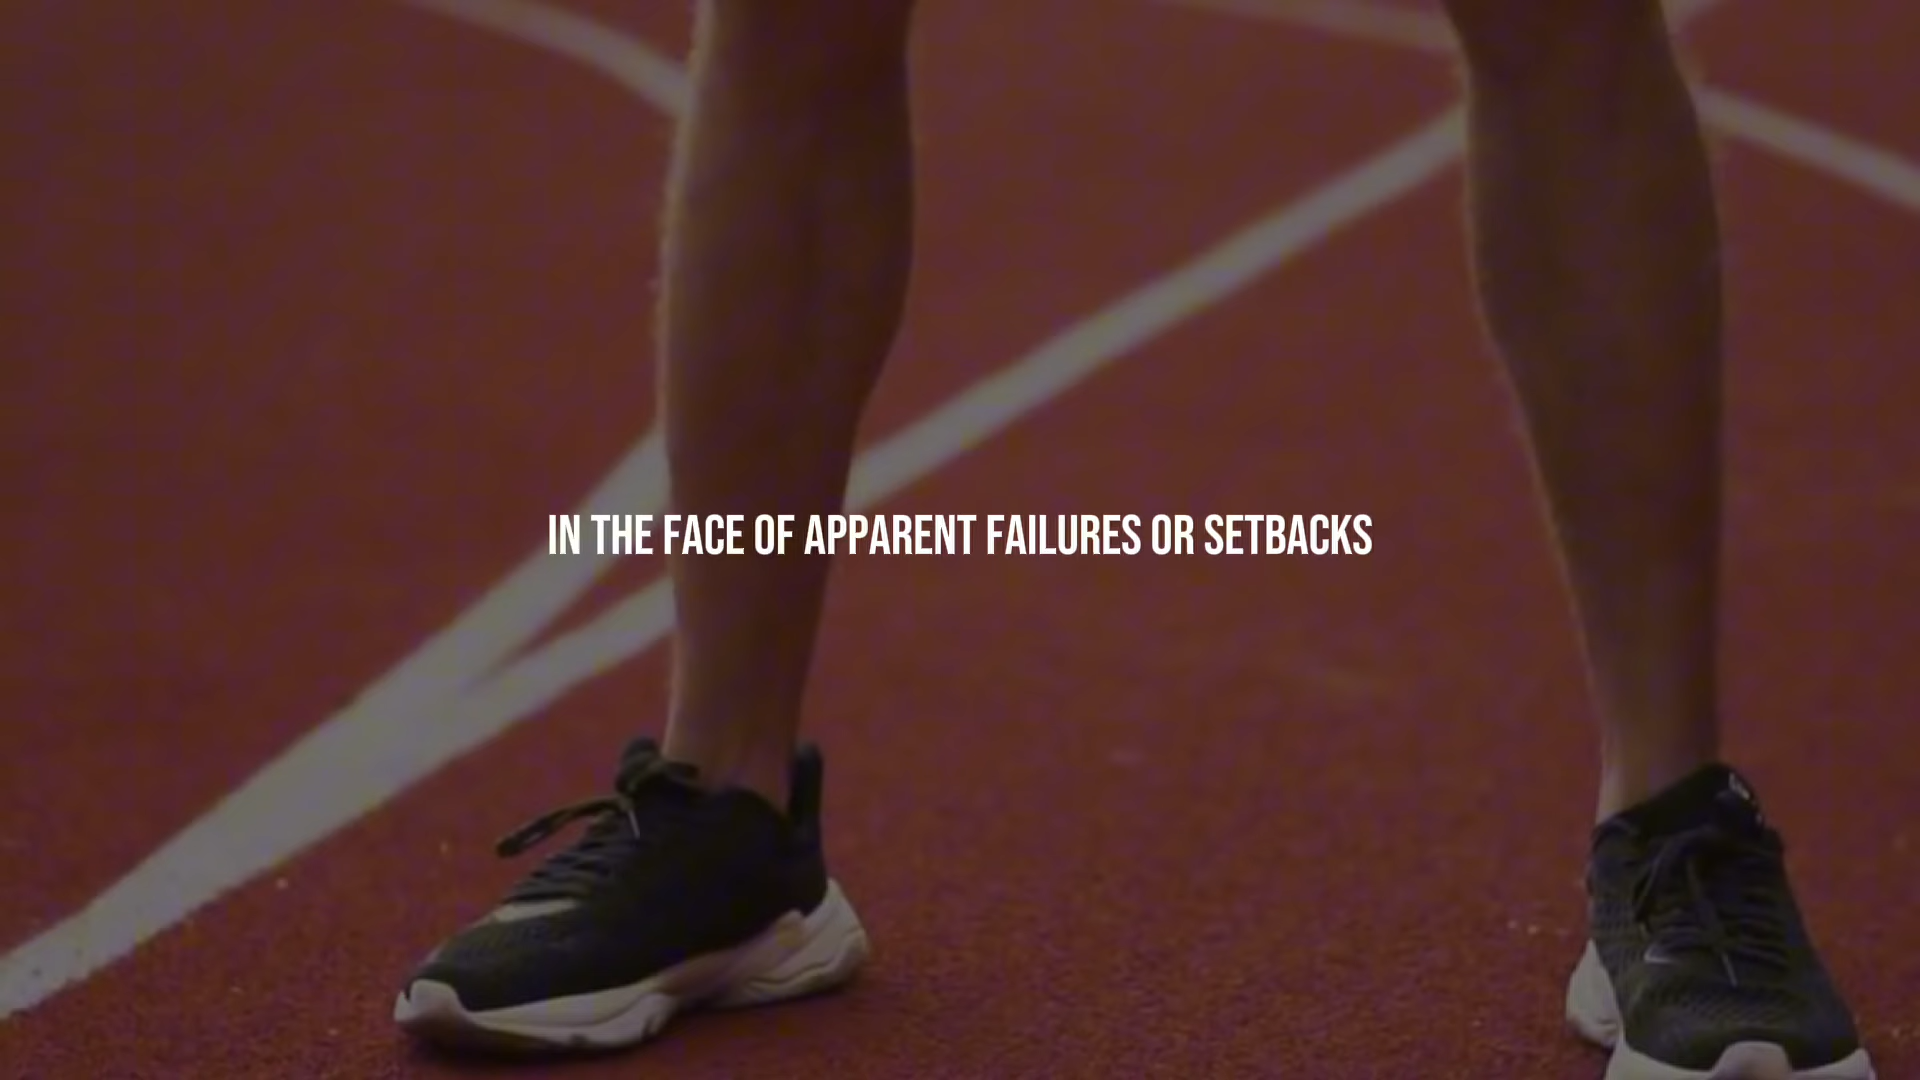 IN THE FACE OF APPARENT FAILURES OR SETBACKS